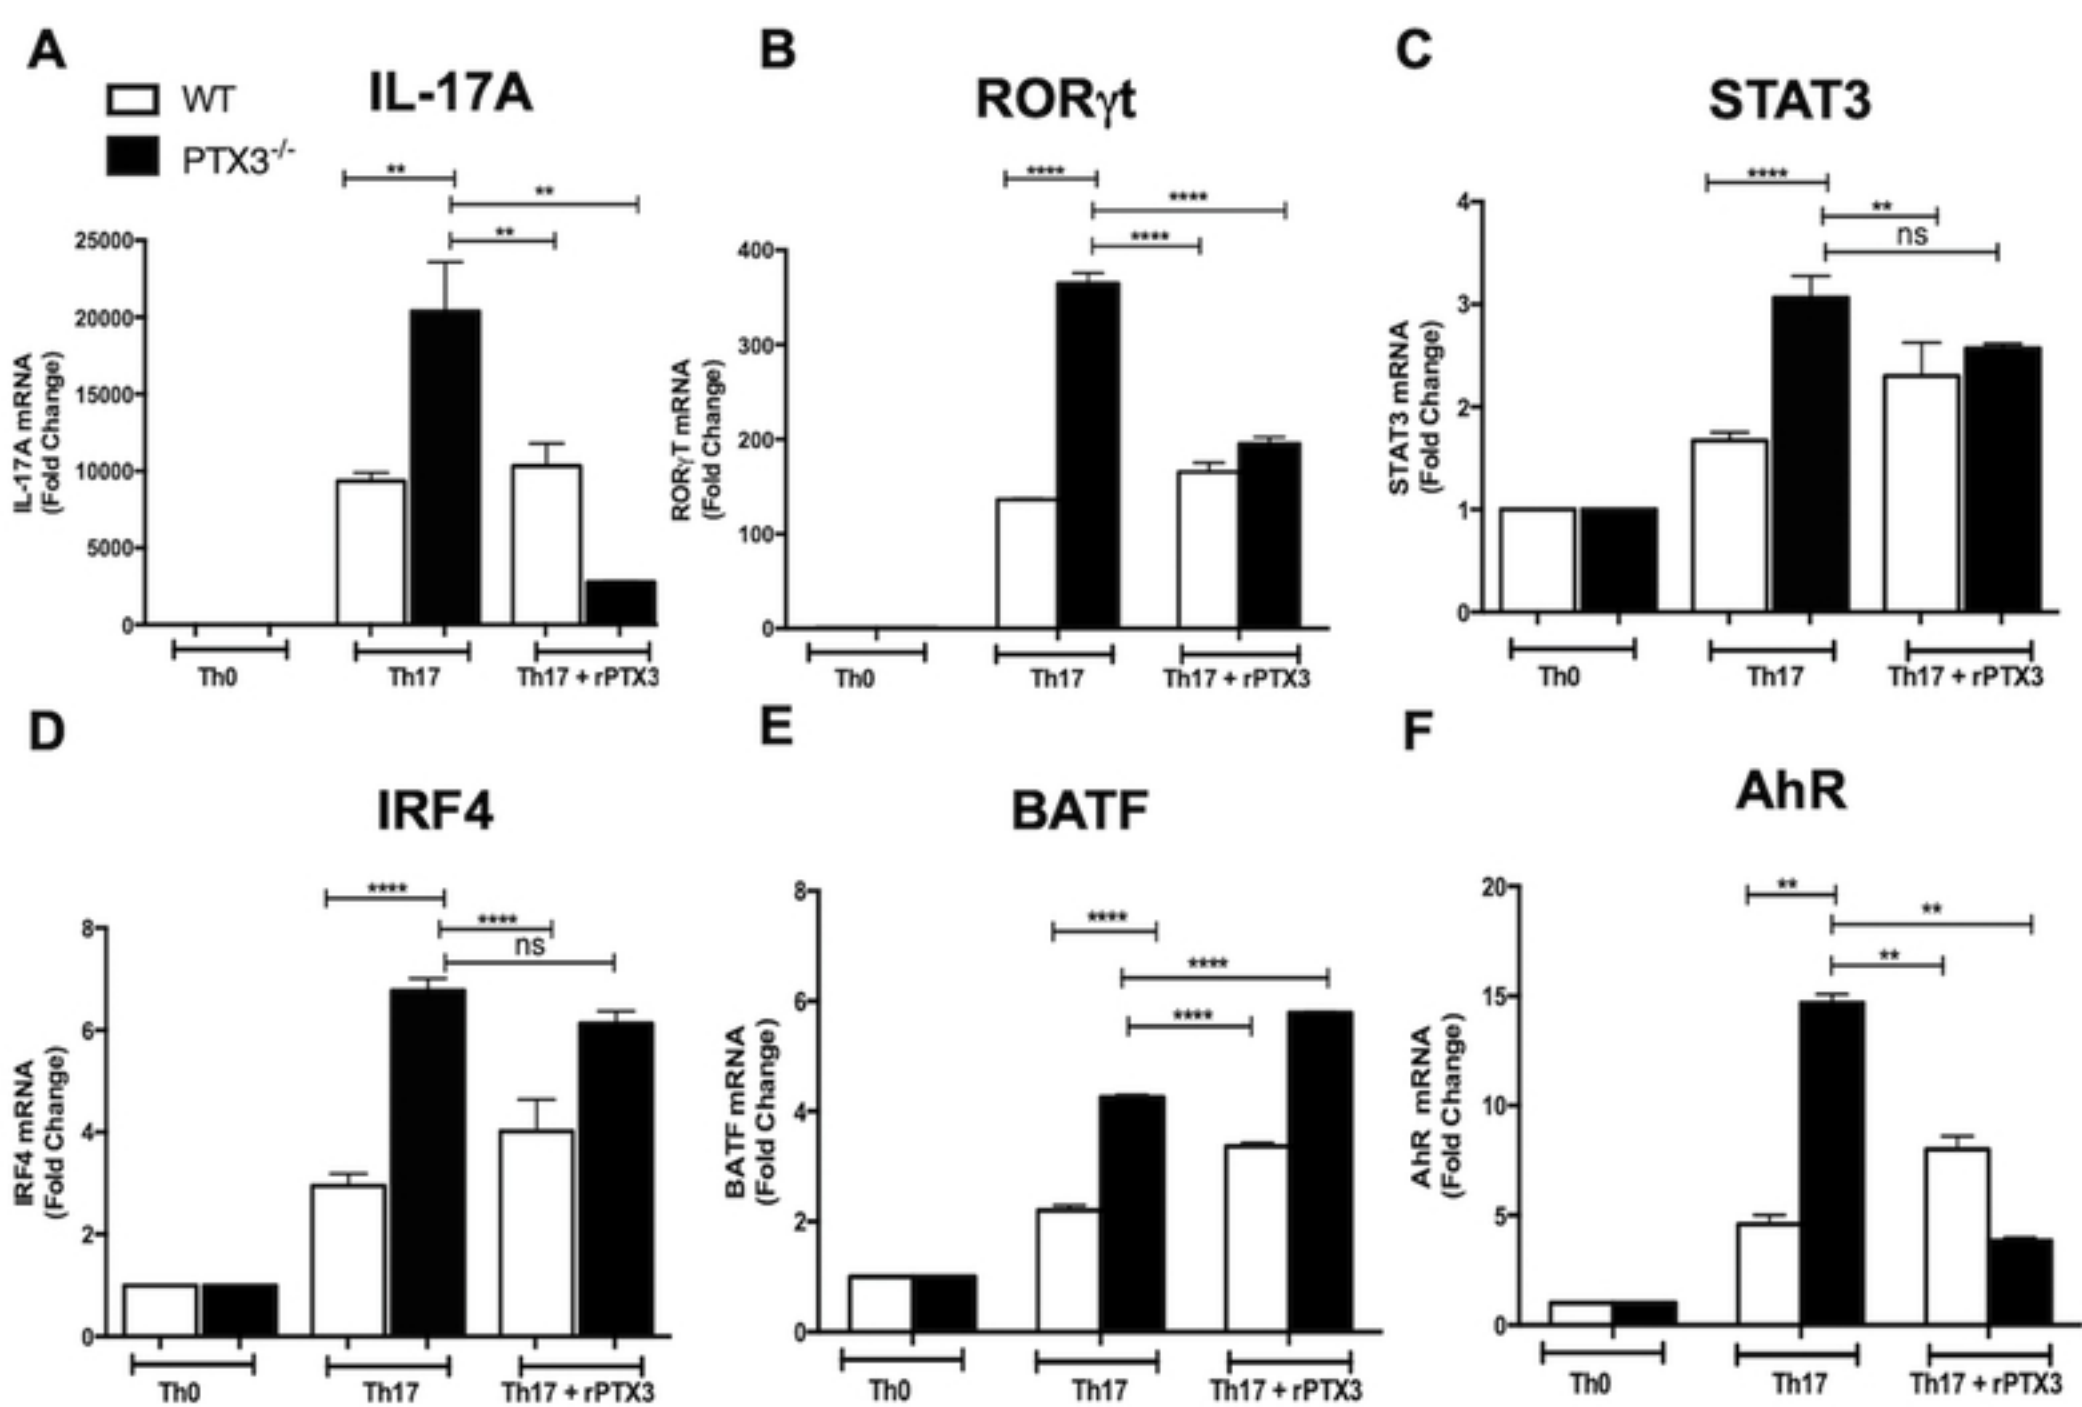 A
IL-17A
WT
PTX3-/-
**
**
**
25000
20000
15000
10000
5000
0
IL-17A mRNA
(Fold Change)
Th0
Th17
Th17 + rPTX3
B
RORγt
****
****
****
400
300
200
100
0
RORγT mRNA
(Fold Change)
Th0
Th17
Th17 + rPTX3
C
STAT3
****
**
ns
4
3
2
1
0
STAT3 mRNA
(Fold Change)
Th0
Th17
Th17 + rPTX3
D
IRF4
****
****
ns
8
6
4
2
0
IRF4 mRNA
(Fold Change)
Th0
Th17
Th17 + rPTX3
E
BATF
****
****
****
8
6
4
2
0
BATF mRNA
(Fold Change)
Th0
Th17
Th17 + rPTX3
F
AhR
**
**
**
20
15
10
5
0
AhR mRNA
(Fold Change)
Th0
Th17
Th17 + rPTX3